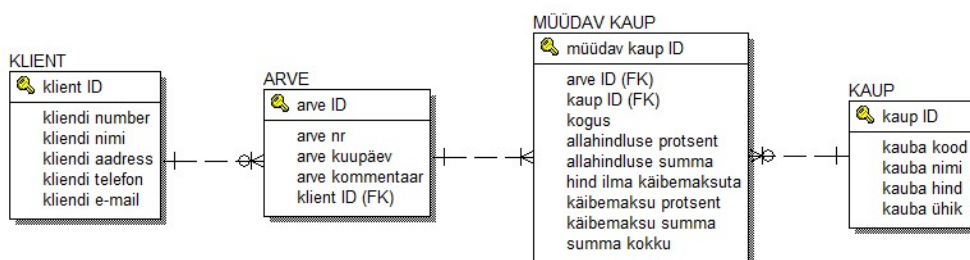 KLIENT
klient ID
kliendi number
kliendi nimi
kliendi aadress
kliendi telefon
kliendi e-mail
ARVE
arve ID
arve nr
arve kuupäev
arve kommentaar
klient ID (FK)
MÜÜDAV KAUP
müüdav kaup ID
arve ID (FK)
kaup ID (FK)
kogus
allahindluse protsent
allahindluse summa
hind ilma käibemaksuta
käibemaksu protsent
käibemaksu summa
summa kokku
KAUP
kaup ID
kauba kood
kauba nimi
kauba hind
kauba ühik